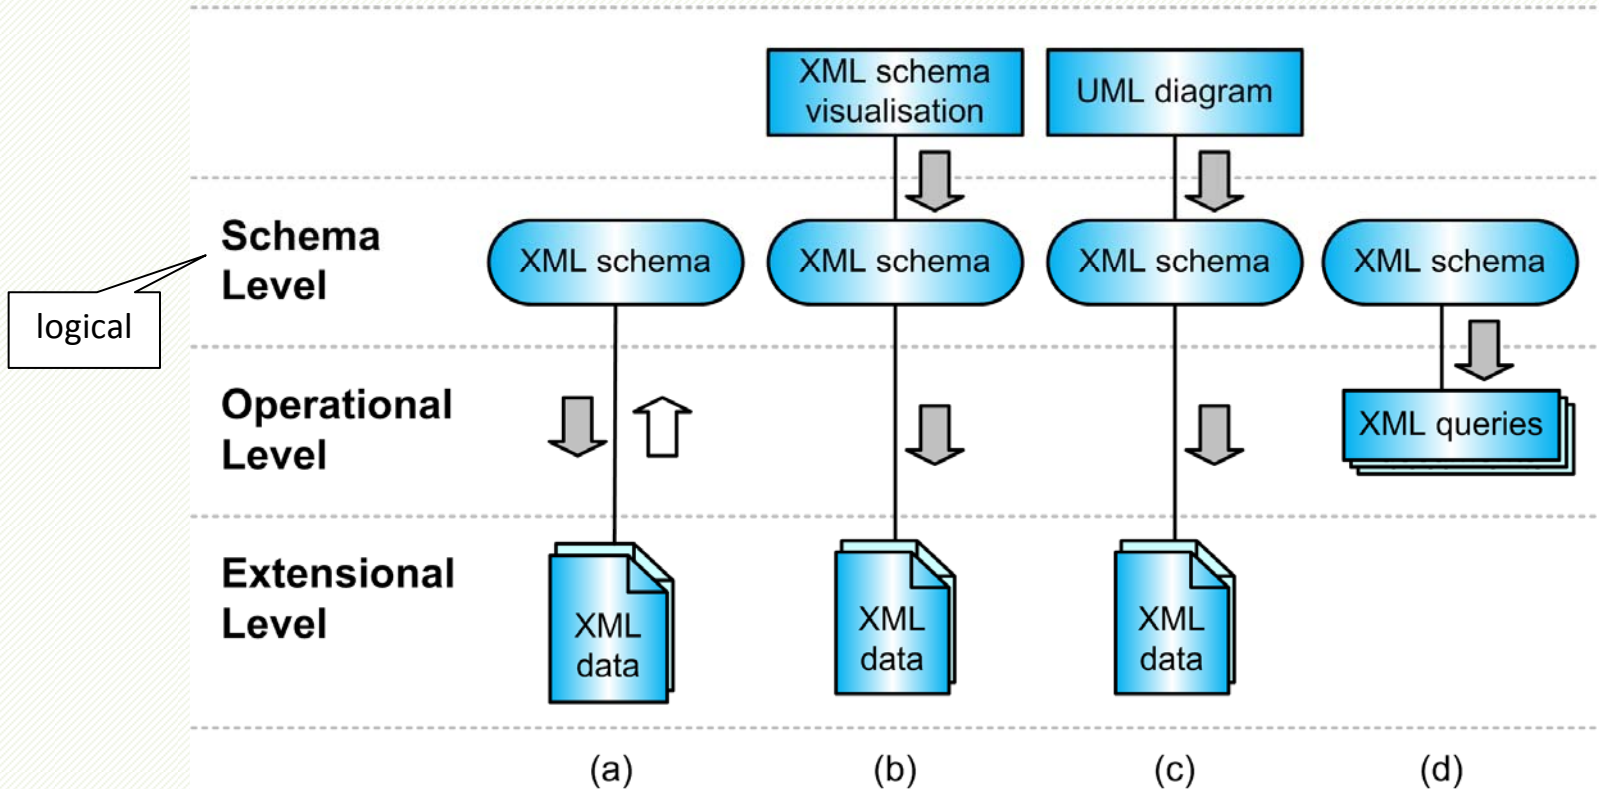 XML schema
visualisation
UML diagram
Schema
Level
XML schema
XML schema
XML schema
XML schema
logical
Operational
Level
XML queries
Extensional
Level
XML
data
XML
data
XML
data
(a)
(b)
(c)
(d)